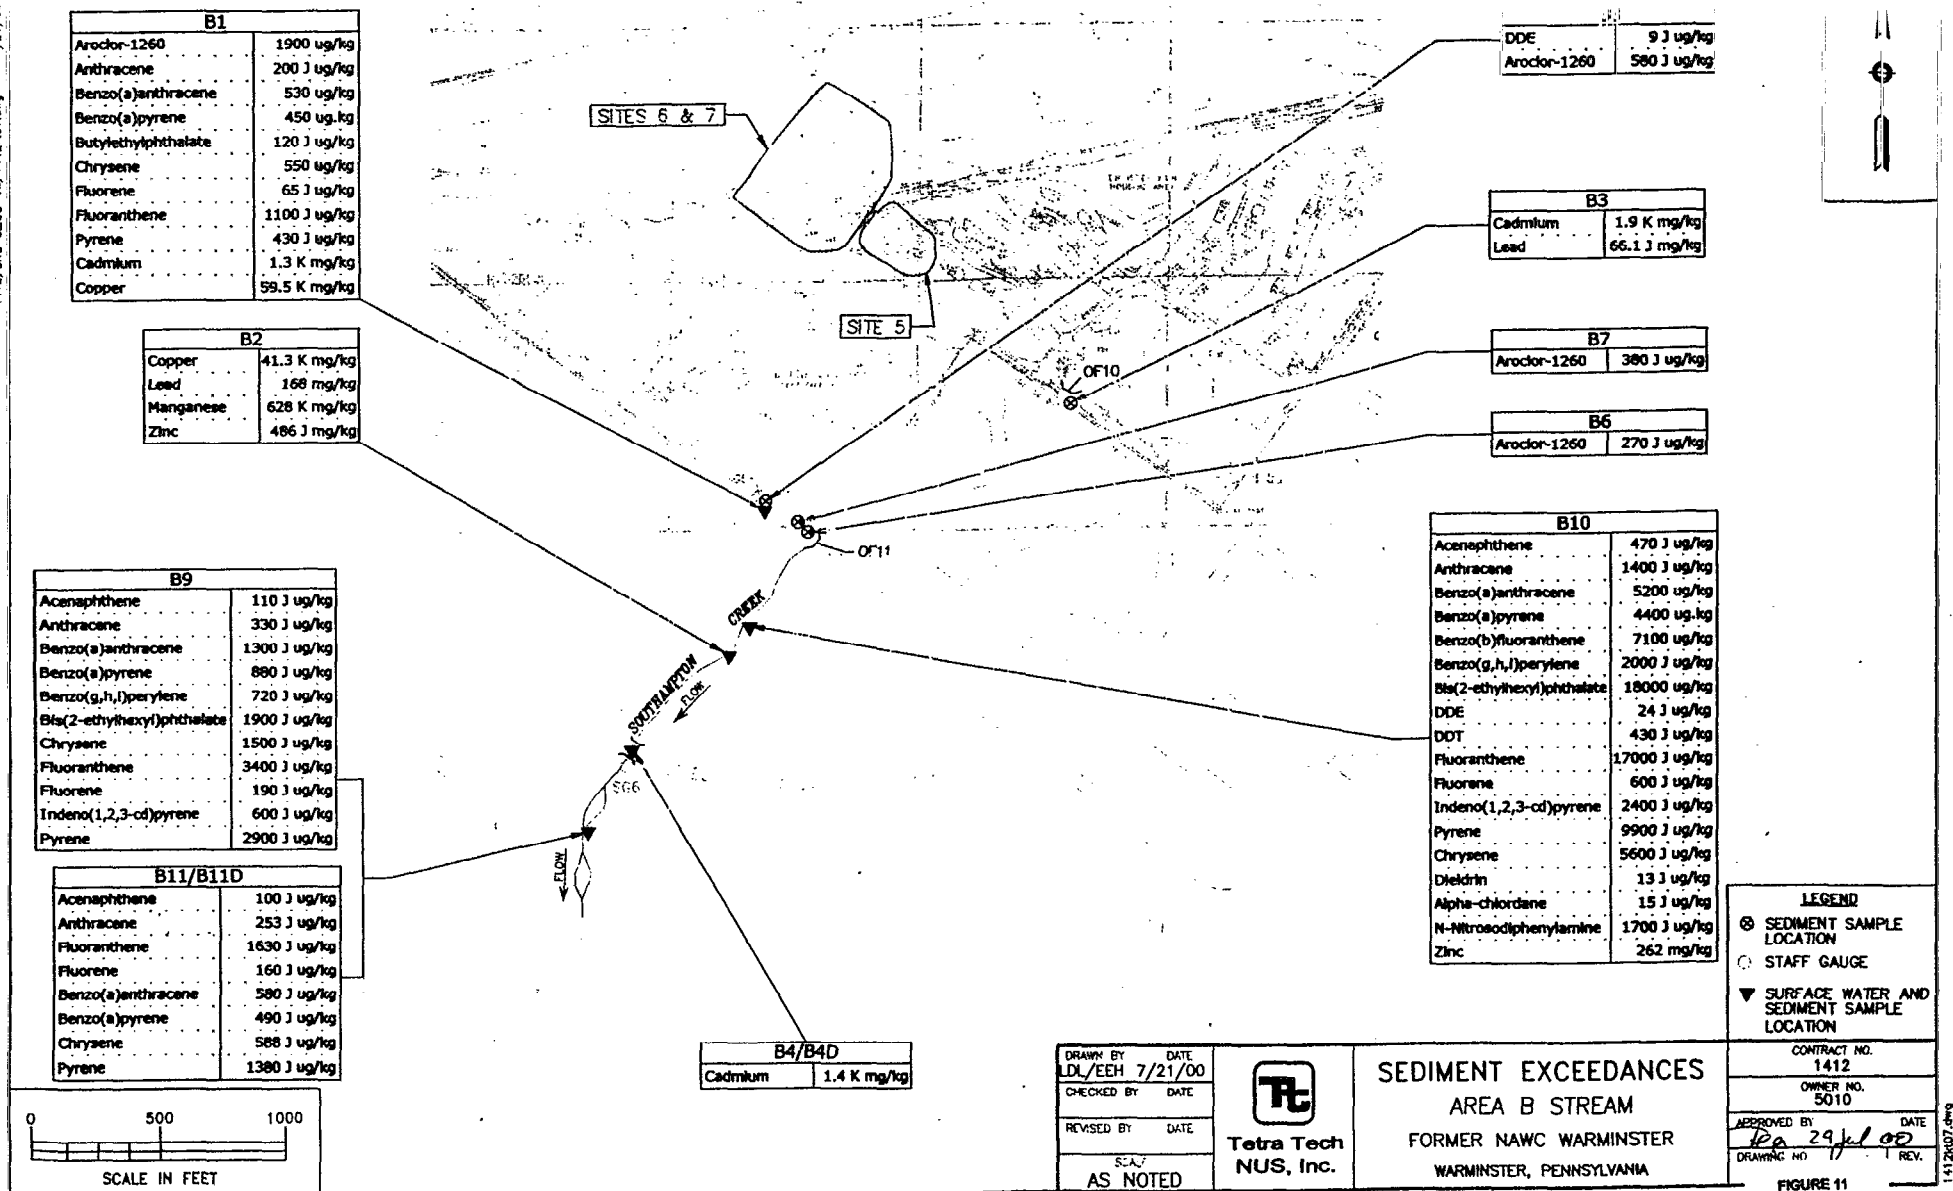 B1
Aroclor-1260 1900 ug/kg
Anthracene 200 J ug/kg
Benzo(a)anthracene 530 ug/kg
Benzo(a)pyrene 450 ug.kg
Butylethylphthalate 120 J ug/kg
Chrysene 550 ug/kg
Fluorene 65 J ug/kg
Fluoranthene 1100 J ug/kg
Pyrene 430 J ug/kg
Cadmium 1.3 K mg/kg
Copper 59.5 K mg/kg
B2
Copper 41.3 K mg/kg
Lead 168 mg/kg
Manganese 628 K mg/kg
Zinc 486 J mg/kg
SITES 6 & 7
SITE 5
DDE 9 J ug/kg
Aroclor-1260 580 J ug/kg
B3
Cadmium 1.9 K mg/kg
Lead 66.1 J mg/kg
B7
Aroclor-1260 380 J ug/kg
B6
Aroclor-1260 270 J ug/kg
OF10
OF11
CREEK
SOUTHAMPTON
FLOW
SG6
FLOW
B9
Acenaphthene 110 J ug/kg
Anthracene 330 J ug/kg
Benzo(a)anthracene 1300 J ug/kg
Benzo(a)pyrene 880 J ug/kg
Benzo(g,h,i)perylene 720 J ug/kg
Bis(2-ethylhexyl)phthalate 1900 J ug/kg
Chrysene 1500 J ug/kg
Fluoranthene 3400 J ug/kg
Fluorene 190 J ug/kg
Indeno(1,2,3-cd)pyrene 600 J ug/kg
Pyrene 2900 J ug/kg
B11/B11D
Acenaphthene 100 J ug/kg
Anthracene 253 J ug/kg
Fluoranthene 1630 J ug/kg
Fluorene 160 J ug/kg
Benzo(a)anthracene 580 J ug/kg
Benzo(a)pyrene 490 J ug/kg
Chrysene 588 J ug/kg
Pyrene 1380 J ug/kg
B4/B4D
Cadmium 1.4 K mg/kg
B10
Acenaphthene 470 J ug/kg
Anthracene 1400 J ug/kg
Benzo(a)anthracene 5200 ug/kg
Benzo(a)pyrene 4400 ug.kg
Benzo(b)fluoranthene 7100 ug/kg
Benzo(g,h,i)perylene 2000 J ug/kg
Bis(2-ethylhexyl)phthalate 18000 ug/kg
DDE 24 J ug/kg
DDT 430 J ug/kg
Fluoranthene 17000 J ug/kg
Fluorene 600 J ug/kg
Indeno(1,2,3-cd)pyrene 2400 J ug/kg
Pyrene 9900 J ug/kg
Chrysene 5600 J ug/kg
Dieldrin 13 J ug/kg
Alpha-chlordane 15 J ug/kg
N-Nitrosodiphenylamine 1700 J ug/kg
Zinc 262 mg/kg
LEGEND
SEDIMENT SAMPLE
LOCATION
STAFF GAUGE
SURFACE WATER AND
SEDIMENT SAMPLE
LOCATION
0 500 1000
SCALE IN FEET
DRAWN BY DATE
LDL/EEH 7/21/00
CHECKED BY DATE
REVISED BY DATE
AS NOTED
Tetra Tech
NUS, Inc.
SEDIMENT EXCEEDANCES
AREA B STREAM
FORMER NAWC WARMINSTER
WARMINSTER, PENNSYLVANIA
CONTRACT NO.
1412
OWNER NO.
5010
APPROVED BY DATE
29 Jul 00
DRAWING NO REV.
FIGURE 11